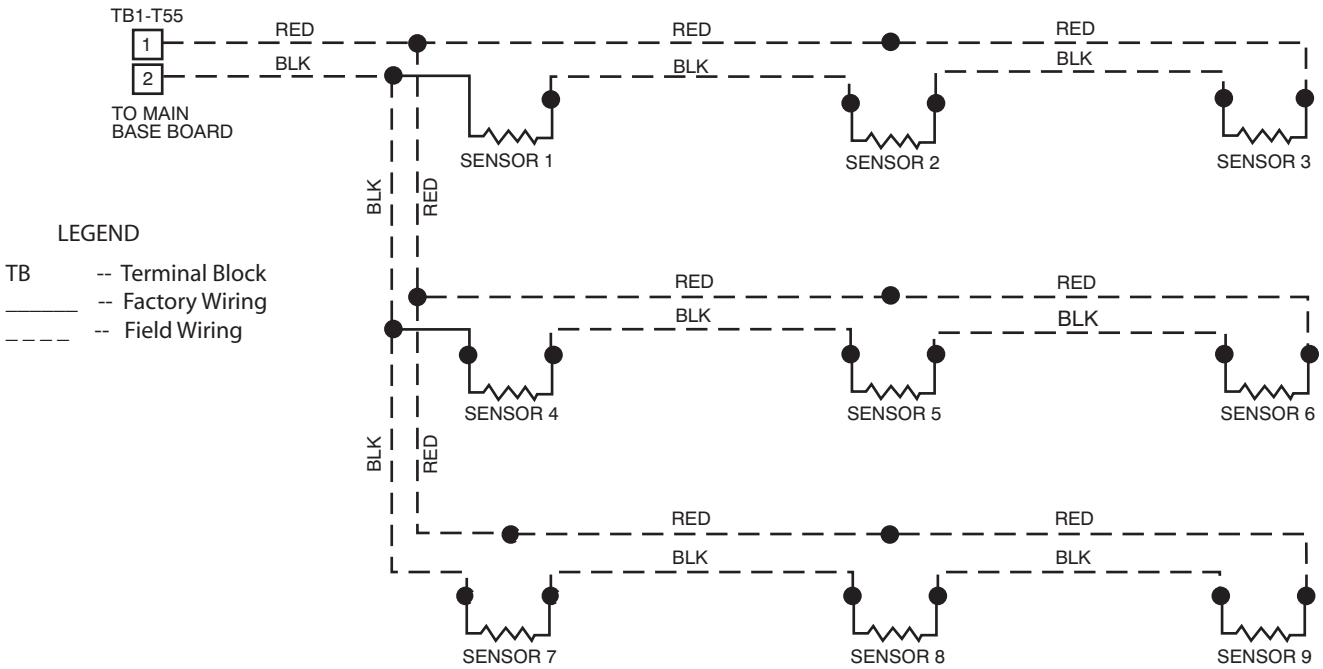 TB1-T55
1 RED RED RED
2 BLK BLK BLK
TO MAIN
BASE BOARD
SENSOR 1 SENSOR 2 SENSOR 3
BLK RED
LEGEND
TB -- Terminal Block
______ -- Factory Wiring
_ _ _ _ -- Field Wiring
RED RED
BLK BLK
SENSOR 4 SENSOR 5 SENSOR 6
BLK RED
RED RED
BLK BLK
SENSOR 7 SENSOR 8 SENSOR 9